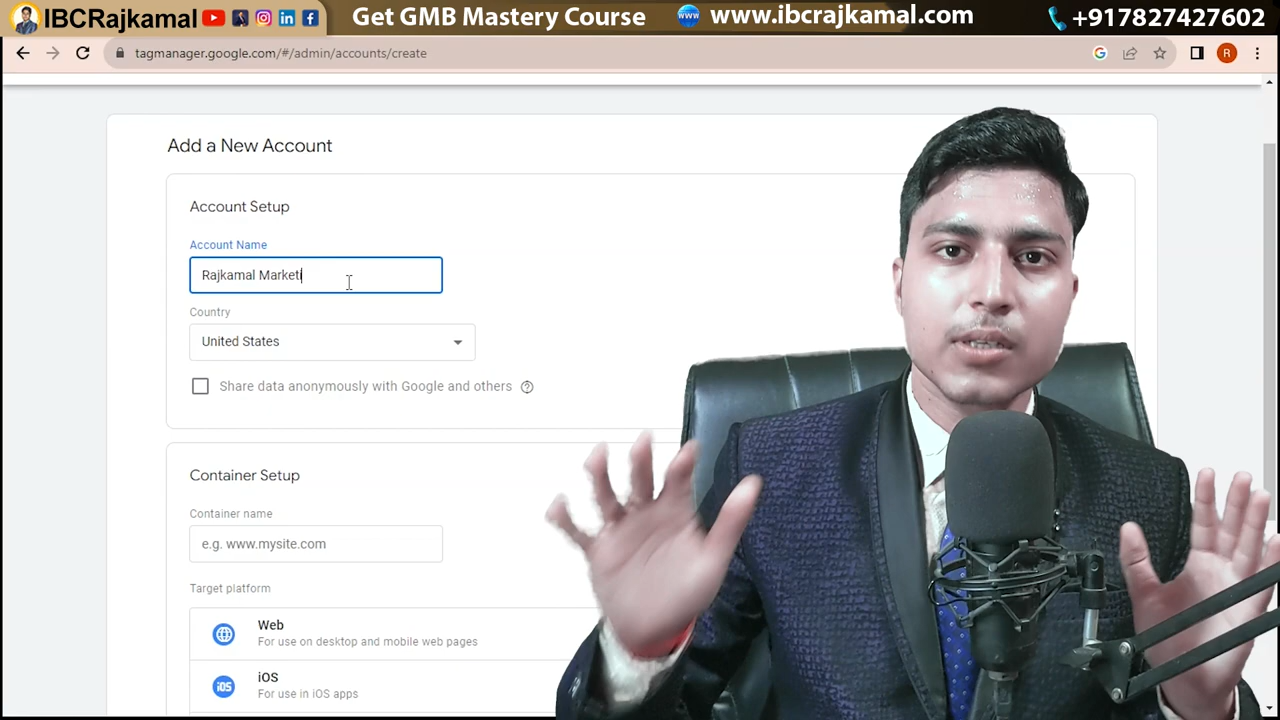 IBCRajkamal
Get GMB Mastery Course
www
www.ibcrajkamal.com
+917827427602
tagmanager.google.com/#/admin/accounts/create
R
Add a New Account
Account Setup
Account Name
Rajkamal Marketi
Country
United States
Share data anonymously with Google and others
Container Setup
Container name
e.g. www.mysite.com
Target platform
Web
For use on desktop and mobile web pages
iOS
iOS
For use in iOS apps